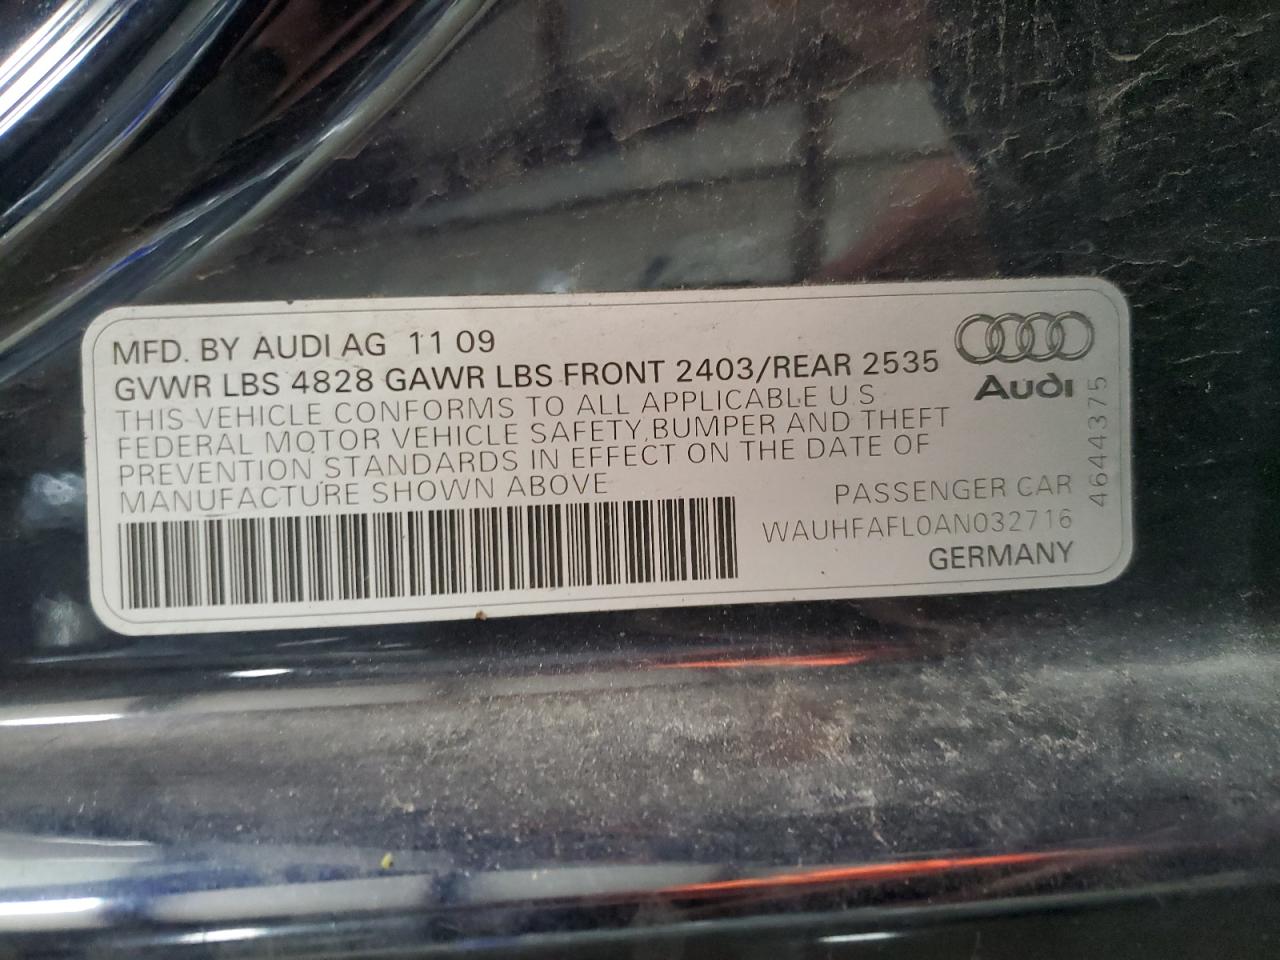 MFD. BY AUDI AG 11 09
GVWR LBS 4828 GAWR LBS FRONT 2403/REAR 2535
THIS VEHICLE CONFORMS TO ALL APPLICABLE U S
FEDERAL MOTOR VEHICLE SAFETY, BUMPER AND THEFT
PREVENTION STANDARDS IN EFFECT ON THE DATE OF
MANUFACTURE SHOWN ABOVE
PASSENGER CAR
WAUHFAFL0AN032716
GERMANY
Audi
4644375